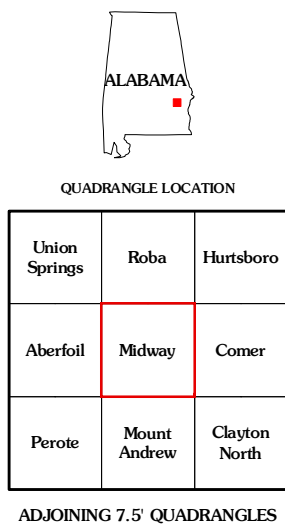 ALABAMA
QUADRANGLE LOCATION
Union
Springs
Roba
Hurtsboro
Aberfoil
Midway
Comer
Perote
Mount
Andrew
Clayton
North
ADJOINING 7.5' QUADRANGLES